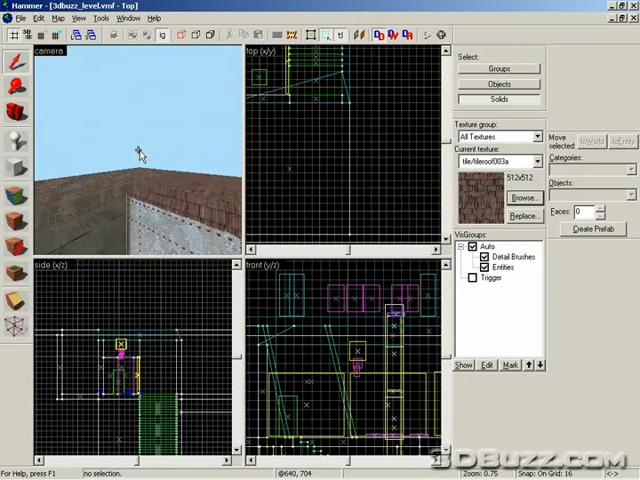 Hammer - [3dbuzz_level.vmf - Top]
File Edit Map View Tools Window Help
camera
top (x/y)
side (x/z)
front (y/z)
Select:
Groups
Objects
Solids
Texture group:
All Textures
Current texture:
tile/tileroof003a
512x512
Browse...
Replace...
VisGroups:
Auto
Detail Brushes
Entities
Trigger
Show Edit Mark
Move selected:
toWorld toEntity
Categories:
Objects:
Faces: 0
Create Prefab
For Help, press F1
no selection.
@640, 704
Zoom: 0.75
Snap: On Grid: 16
<->
3DBUZZ.COM